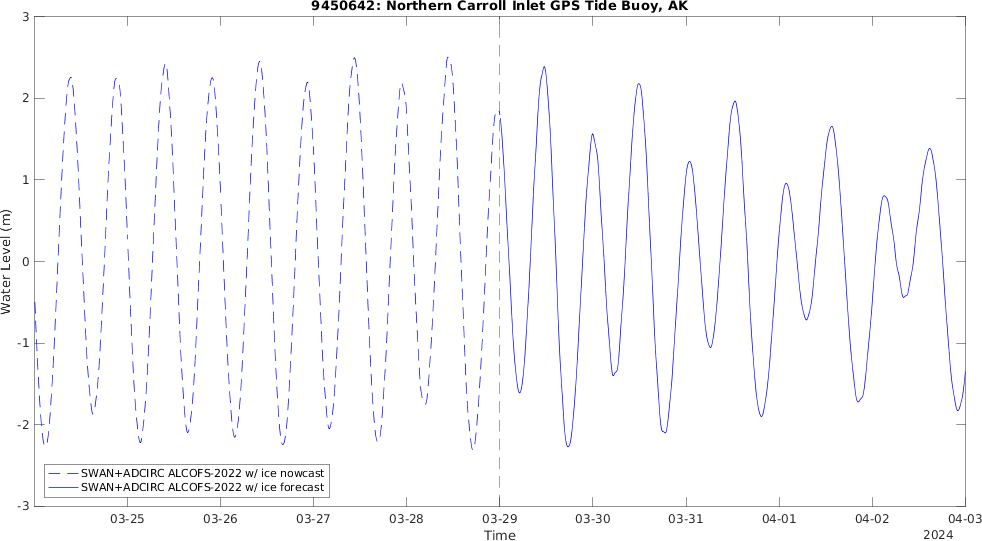 9450642: Northern Carroll Inlet GPS Tide Buoy, AK
3
2
1
0
-1
-2
-3
Water Level (m)
SWAN+ADCIRC ALCOFS-2022 w/ ice nowcast
SWAN+ADCIRC ALCOFS-2022 w/ ice forecast
03-25 03-26 03-27 03-28 03-29 03-30 03-31 04-01 04-02 04-03
Time
2024